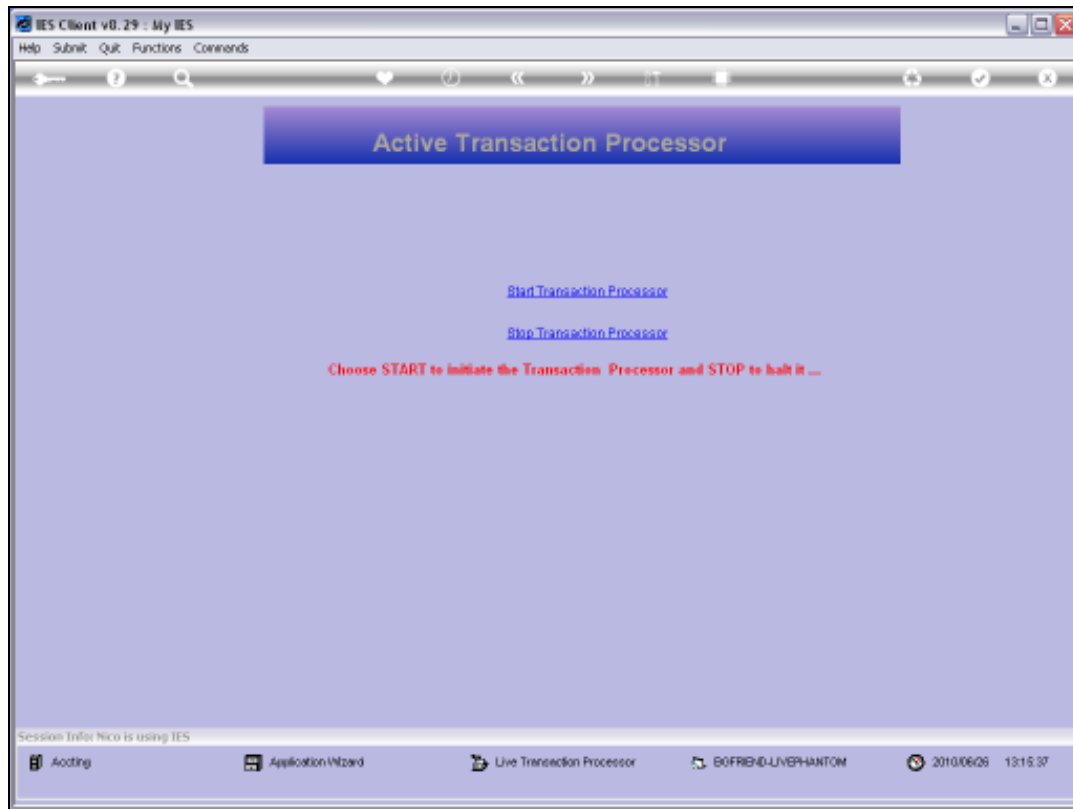 IES Client v8.29 : My IES
Help Submit Quit Functions Commands
Active Transaction Processor
Start Transaction Processor
Stop Transaction Processor
Choose START to initiate the Transaction Processor and STOP to halt it ...
Session Info: Nico is using IES
Accting Application Wizard Live Transaction Processor BGFRIEND-LIVEPHANTOM 2010/06/26 13:15:37